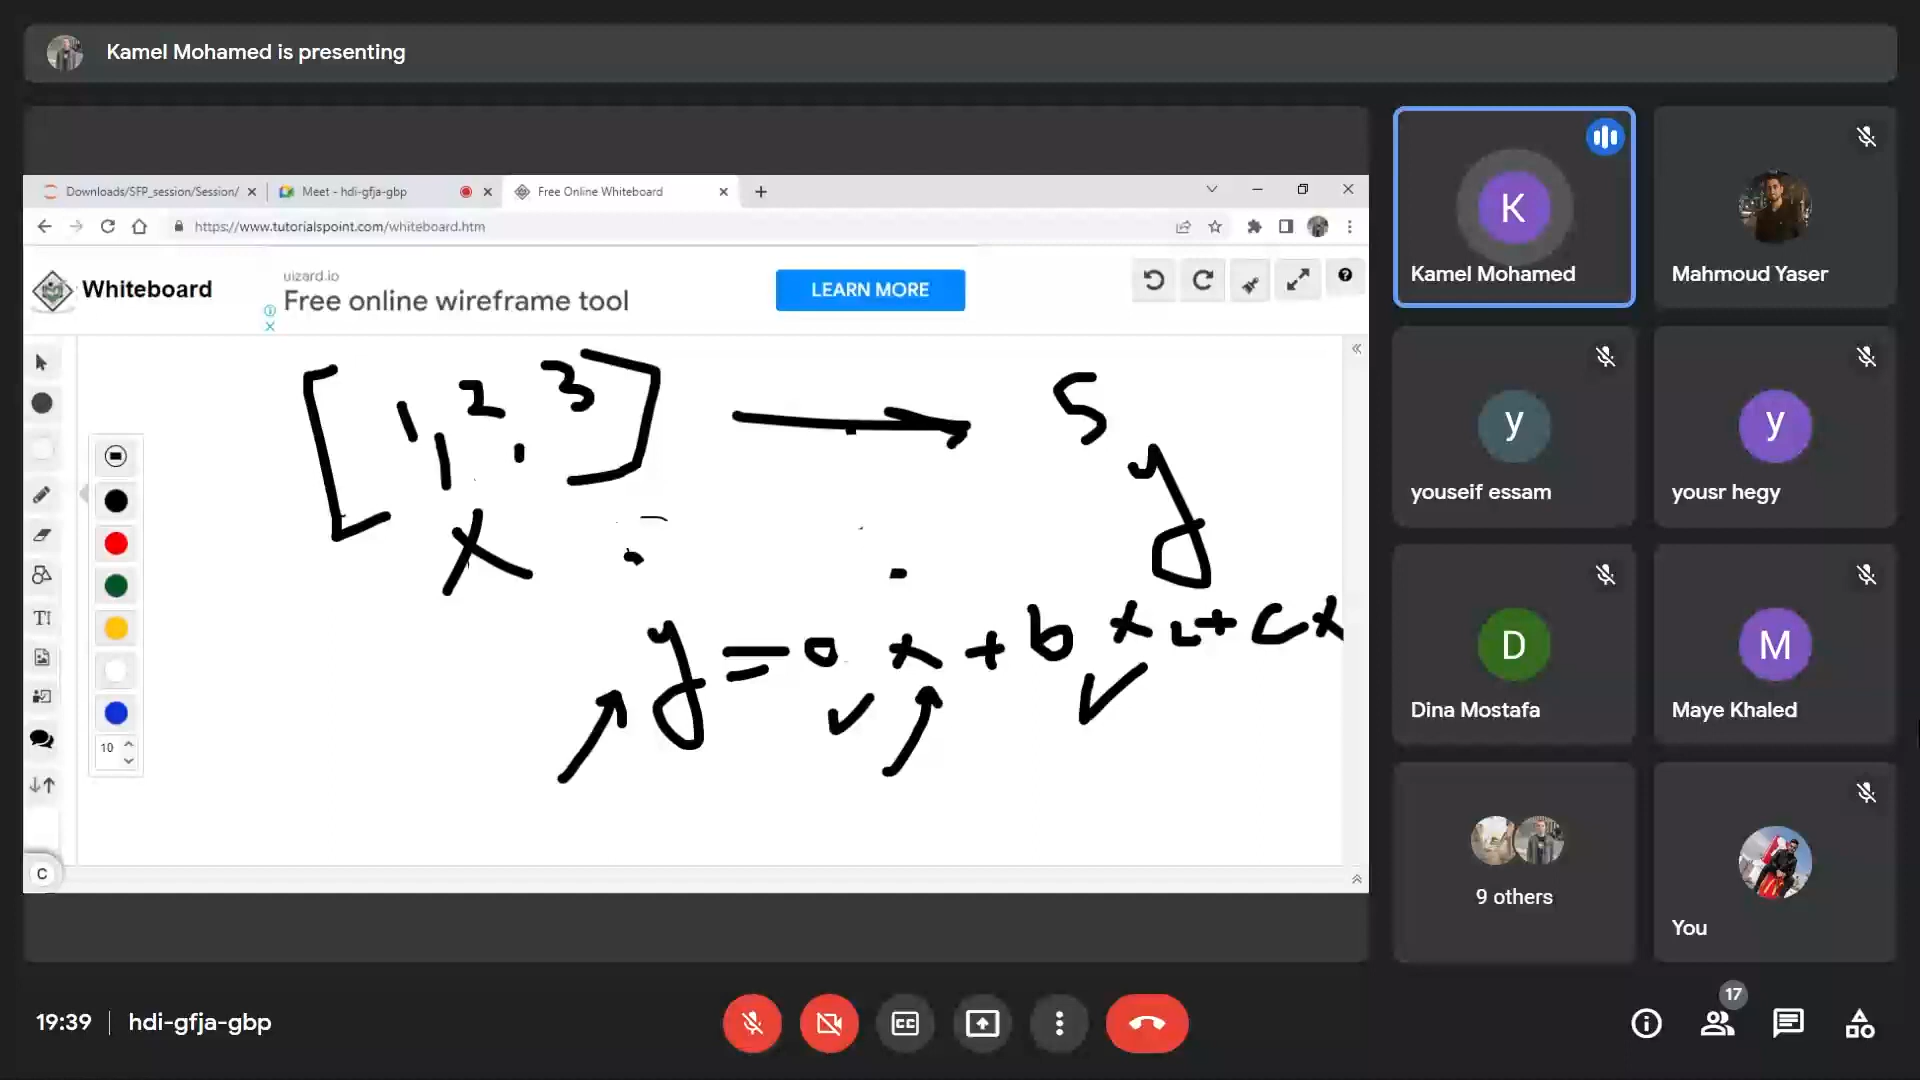 Kamel Mohamed is presenting
Downloads/SFP_session/Session/
Meet - hdi-gfja-gbp
Free Online Whiteboard
https://www.tutorialspoint.com/whiteboard.htm
Whiteboard
uizard.io
Free online wireframe tool
LEARN MORE
[1, 2, 3] → 5
x y
y = a x + b x2 + c x
10
C
K
Kamel Mohamed
Mahmoud Yaser
y
youseif essam
y
yousr hegy
D
Dina Mostafa
M
Maye Khaled
9 others
You
19:39 | hdi-gfja-gbp
CC
17